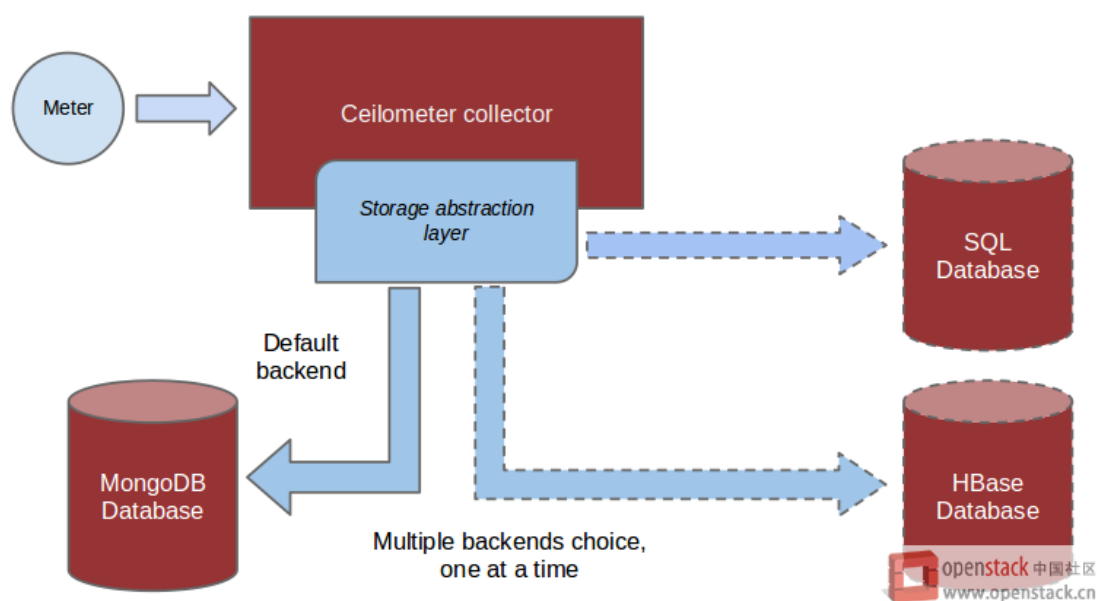 Meter
Ceilometer collector
Storage abstraction
layer
SQL
Database
Default
backend
MongoDB
Database
HBase
Database
Multiple backends choice,
one at a time
openstack 中国社区
www.openstack.cn